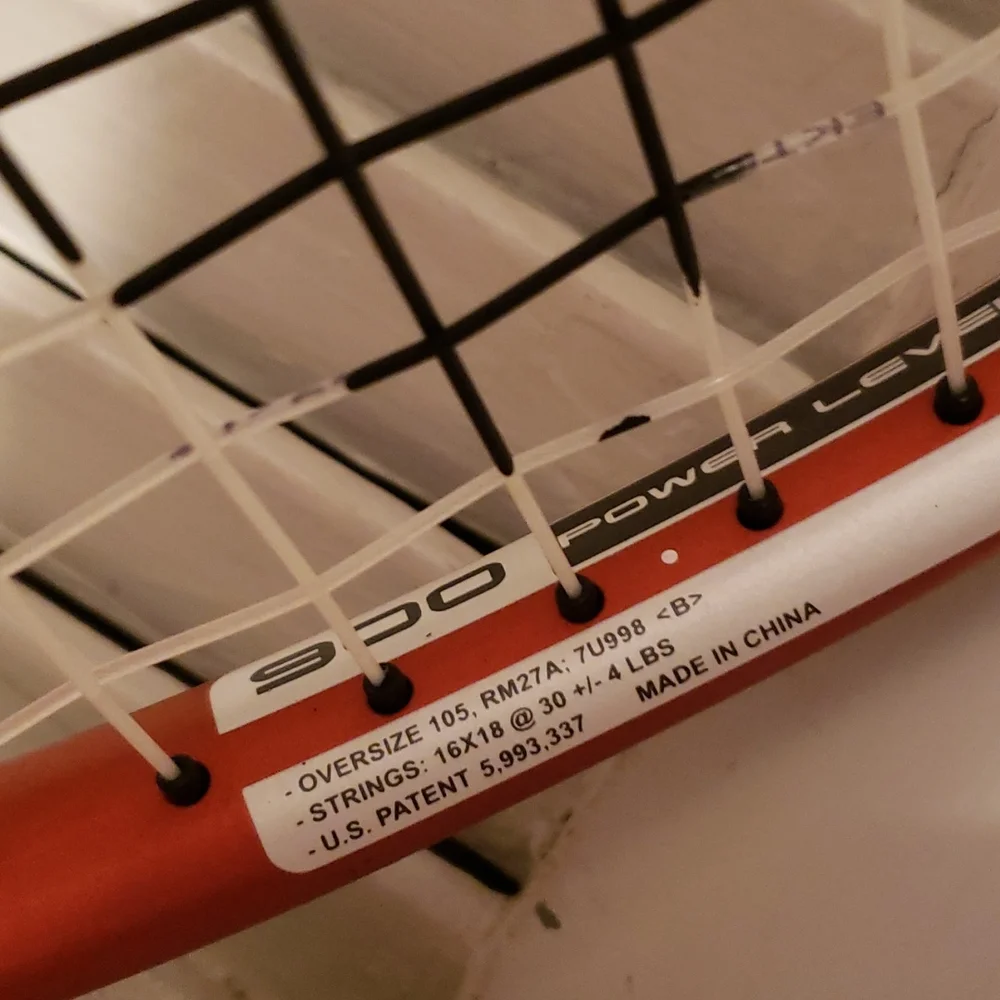 900 POWER LEVEL
- OVERSIZE 105, RM27A; 7U998 <B>
- STRINGS: 16X18 @ 30 +/- 4 LBS
- U.S. PATENT 5,993,337 MADE IN CHINA